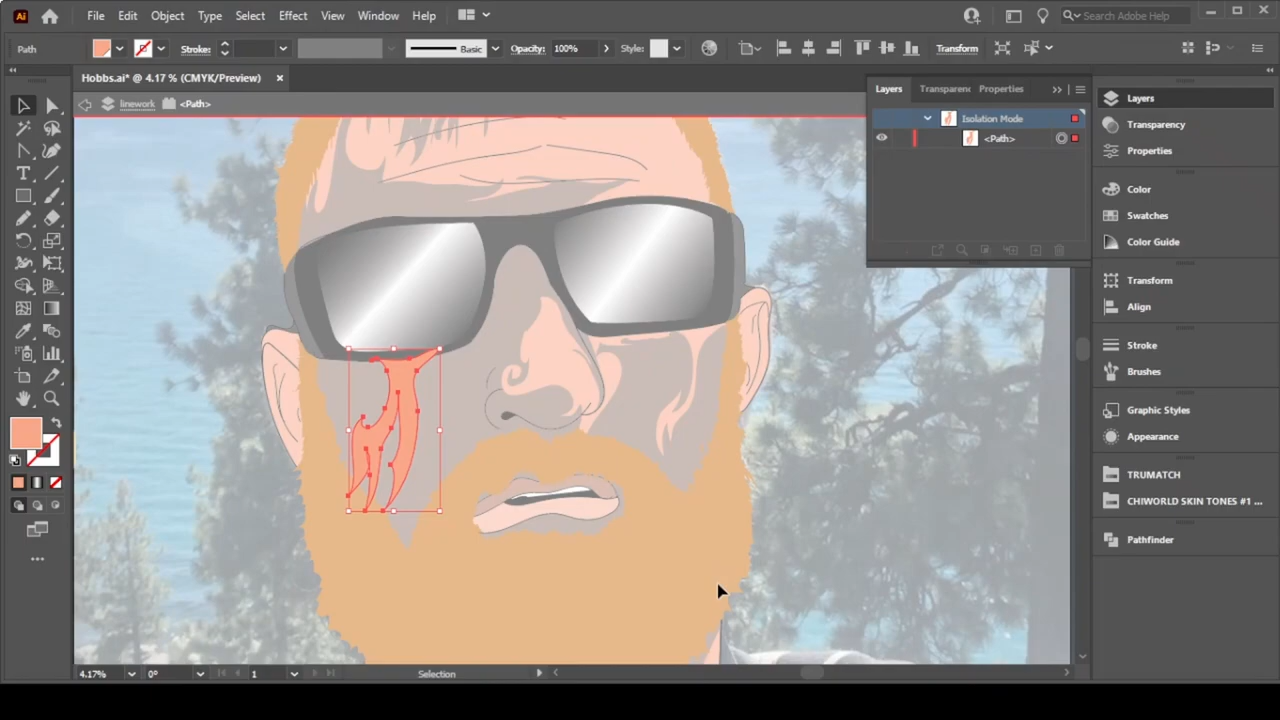 Ai File Edit Object Type Select Effect View Window Help Search Adobe Help
Path Stroke: Basic Opacity: 100% Style: Transform
Hobbs.ai* @ 4.17 % (CMYK/Preview) ×
linework <Path>
Layers Transparenc Properties
Isolation Mode
<Path>
Layers
Transparency
Properties
Color
Swatches
Color Guide
Transform
Align
Stroke
Brushes
Graphic Styles
Appearance
TRUMATCH
CHIWORLD SKIN TONES #1 ...
Pathfinder
4.17% 0° 1 Selection